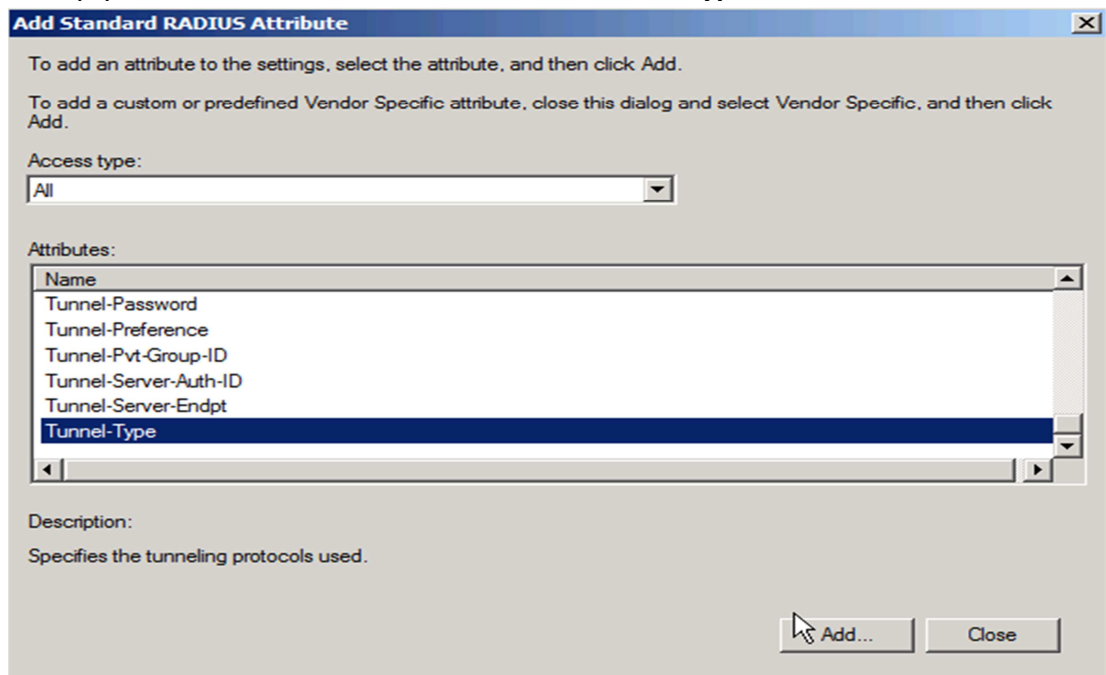 Add Standard RADIUS Attribute
To add an attribute to the settings, select the attribute, and then click Add.
To add a custom or predefined Vendor Specific attribute, close this dialog and select Vendor Specific, and then click
Add.
Access type:
All
Attributes:
Name
Tunnel-Password
Tunnel-Preference
Tunnel-Pvt-Group-ID
Tunnel-Server-Auth-ID
Tunnel-Server-Endpt
Tunnel-Type
Description:
Specifies the tunneling protocols used.
Add...
Close